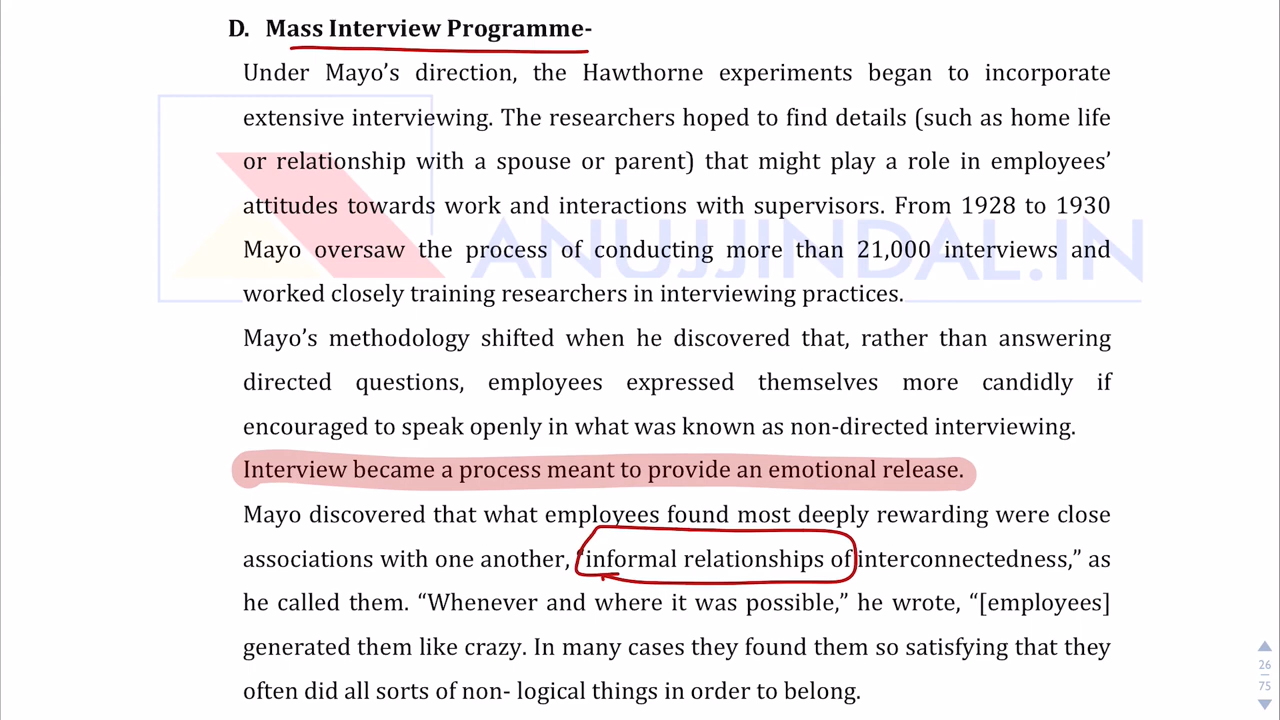 D. Mass Interview Programme-
Under Mayo’s direction, the Hawthorne experiments began to incorporate
extensive interviewing. The researchers hoped to find details (such as home life
or relationship with a spouse or parent) that might play a role in employees’
attitudes towards work and interactions with supervisors. From 1928 to 1930
ANUJJINDAL.IN
Mayo oversaw the process of conducting more than 21,000 interviews and
worked closely training researchers in interviewing practices.
Mayo’s methodology shifted when he discovered that, rather than answering
directed questions, employees expressed themselves more candidly if
encouraged to speak openly in what was known as non-directed interviewing.
Interview became a process meant to provide an emotional release.
Mayo discovered that what employees found most deeply rewarding were close
associations with one another, “informal relationships of interconnectedness,” as
he called them. “Whenever and where it was possible,” he wrote, “[employees]
generated them like crazy. In many cases they found them so satisfying that they
often did all sorts of non- logical things in order to belong.
26
75